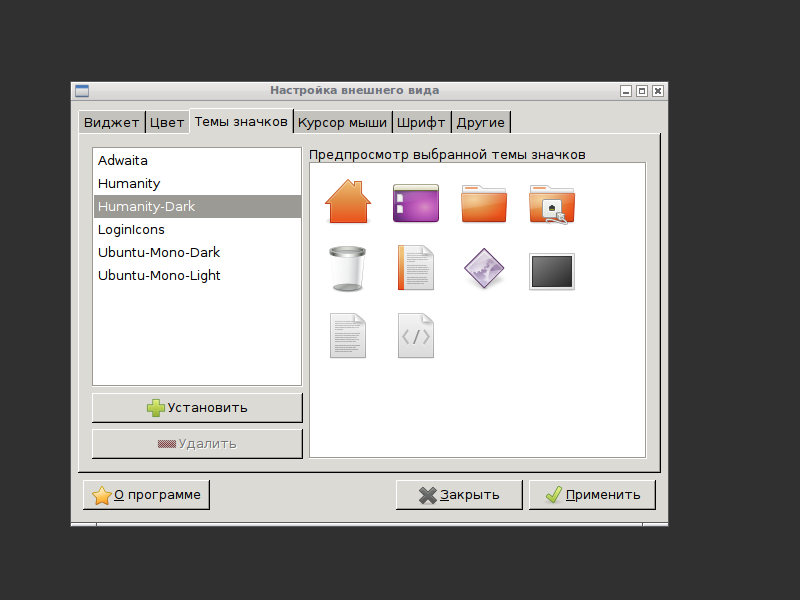 Настройка внешнего вида
Виджет Цвет Темы значков Курсор мыши Шрифт Другие
Предпросмотр выбранной темы значков
Adwaita
Humanity
Humanity-Dark
LoginIcons
Ubuntu-Mono-Dark
Ubuntu-Mono-Light
Установить
Удалить
О программе Закрыть Применить